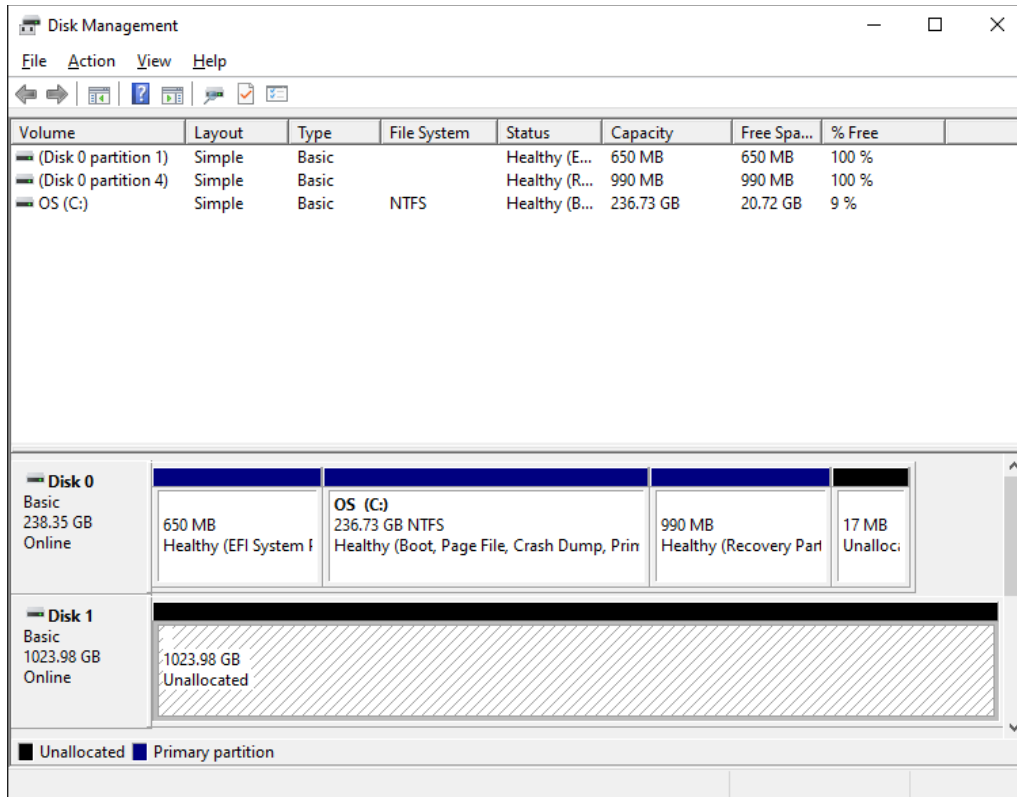 Disk Management
File Action View Help
Volume Layout Type File System Status Capacity Free Spa... % Free
(Disk 0 partition 1) Simple Basic Healthy (E... 650 MB 650 MB 100 %
(Disk 0 partition 4) Simple Basic Healthy (R... 990 MB 990 MB 100 %
OS (C:) Simple Basic NTFS Healthy (B... 236.73 GB 20.72 GB 9 %
Disk 0
Basic
238.35 GB
Online
650 MB
Healthy (EFI System P
OS (C:)
236.73 GB NTFS
Healthy (Boot, Page File, Crash Dump, Prin
990 MB
Healthy (Recovery Part
17 MB
Unalloca
Disk 1
Basic
1023.98 GB
Online
1023.98 GB
Unallocated
Unallocated Primary partition